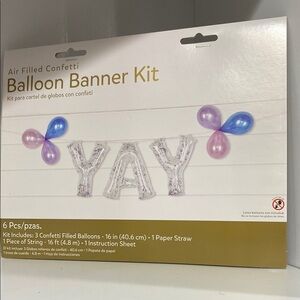 Air Filled Confetti
Balloon Banner Kit
Kit para cartel de globos con confeti
YAY
6 Pcs/pzas.
Kit Includes: 3 Confetti Filled Balloons - 16 in (40.6 cm) • 1 Paper Straw
1 Piece of String - 16 ft (4.8 m) • 1 Instruction Sheet